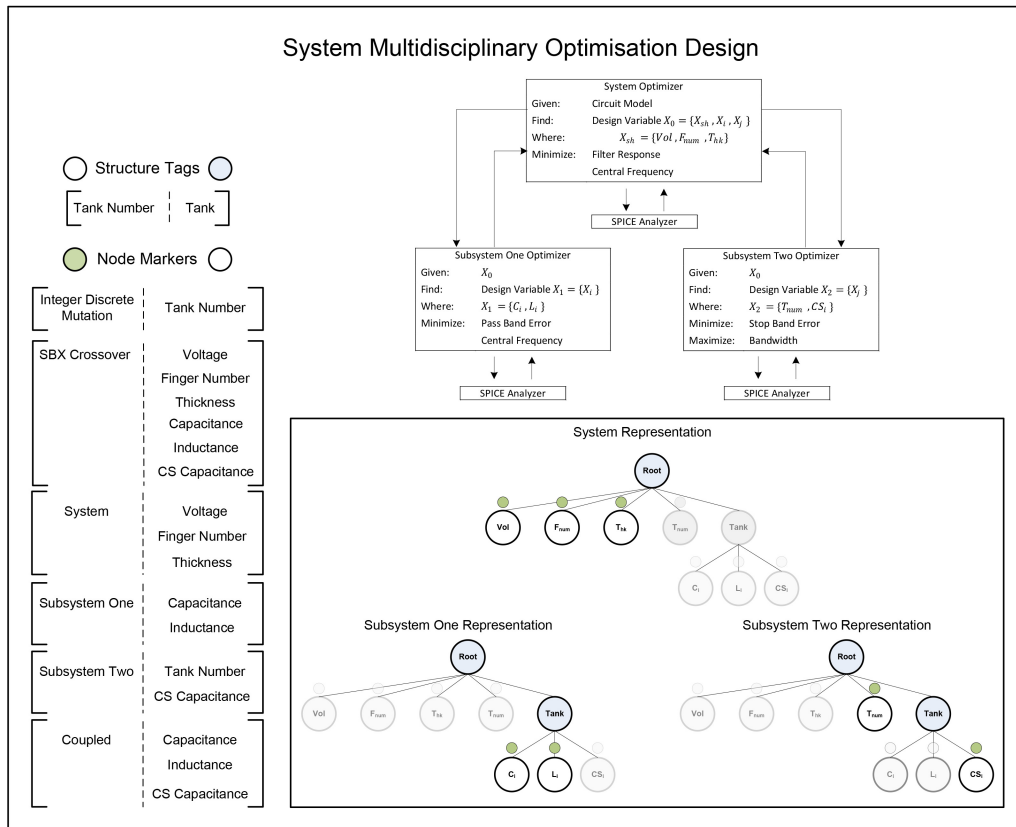 System Multidisciplinary Optimisation Design
Structure Tags
Tank Number Tank
Node Markers
Integer Discrete Mutation Tank Number
SBX Crossover Voltage
Finger Number
Thickness
Capacitance
Inductance
CS Capacitance
System Voltage
Finger Number
Thickness
Subsystem One Capacitance
Inductance
Subsystem Two Tank Number
CS Capacitance
Coupled Capacitance
Inductance
CS Capacitance
System Optimizer
Given: Circuit Model
Find: Design Variable X₀ = {Xₛₕ , Xᵢ , Xⱼ }
Where: Xₛₕ = {Vol , Fₙᵤₘ , Tₕₖ}
Minimize: Filter Response
Central Frequency
SPICE Analyzer
Subsystem One Optimizer
Given: X₀
Find: Design Variable X₁ = {Xᵢ }
Where: X₁ = {Cᵢ , Lᵢ }
Minimize: Pass Band Error
Central Frequency
SPICE Analyzer
Subsystem Two Optimizer
Given: X₀
Find: Design Variable X₂ = {Xⱼ }
Where: X₂ = {Tₙᵤₘ , CSᵢ }
Minimize: Stop Band Error
Maximize: Bandwidth
SPICE Analyzer
System Representation
Root
Vol Fₙᵤₘ Tₕₖ Tₙᵤₘ Tank
Cᵢ Lᵢ CSᵢ
Subsystem One Representation
Root
Vol Fₙᵤₘ Tₕₖ Tₙᵤₘ Tank
Cᵢ Lᵢ CSᵢ
Subsystem Two Representation
Root
Vol Fₙᵤₘ Tₕₖ Tₙᵤₘ Tank
Cᵢ Lᵢ CSᵢ